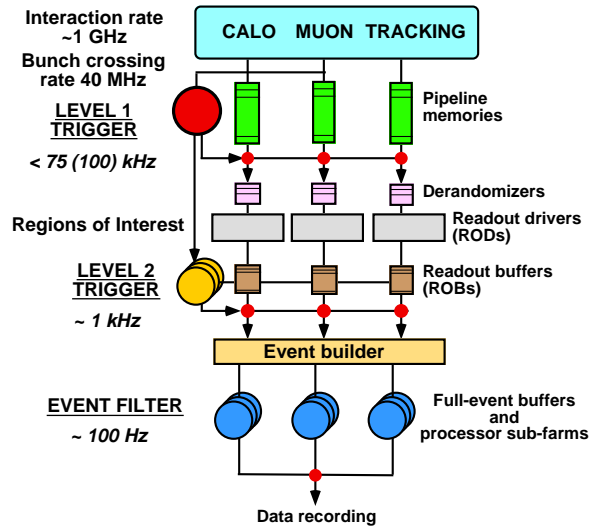 Interaction rate
~1 GHz
CALO MUON TRACKING
Bunch crossing
rate 40 MHz
LEVEL 1
TRIGGER
Pipeline
memories
< 75 (100) kHz
Derandomizers
Regions of Interest
Readout drivers
(RODs)
LEVEL 2
TRIGGER
Readout buffers
(ROBs)
~ 1 kHz
Event builder
EVENT FILTER
~ 100 Hz
Full-event buffers
and
processor sub-farms
Data recording